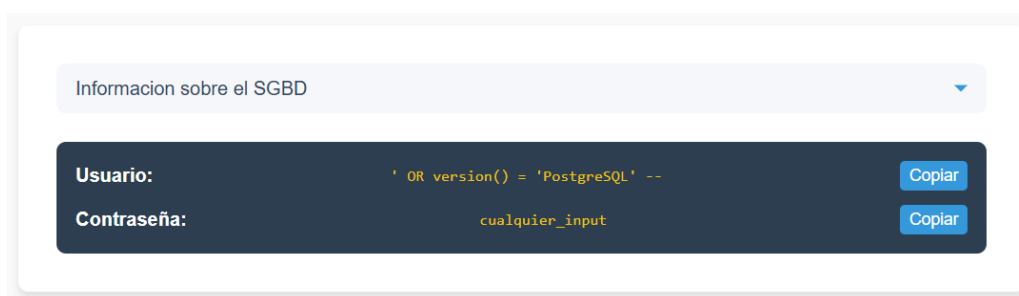 Informacion sobre el SGBD
Usuario: ' OR version() = 'PostgreSQL' -- Copiar
Contraseña: cualquier_input Copiar